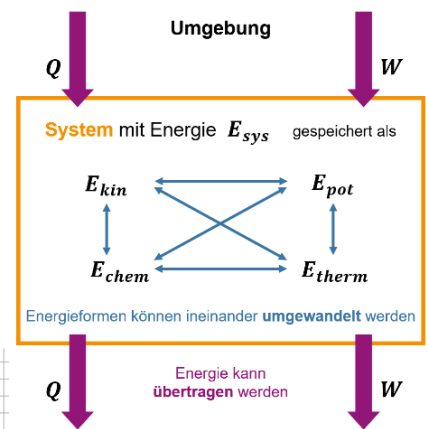 Umgebung
Q W
System mit Energie E_sys gespeichert als
E_kin E_pot
E_chem E_therm
Energieformen können ineinander umgewandelt werden
Q W
Energie kann
übertragen werden